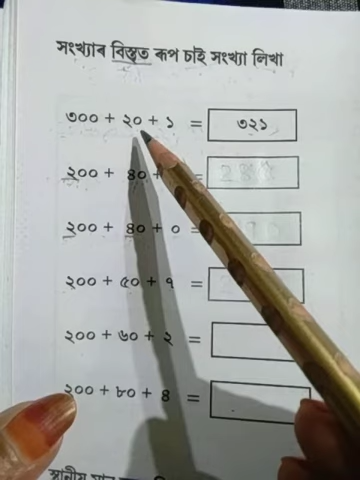 সংখ্যাৰ বিস্তৃত ৰূপ চাই সংখ্যা লিখা
৩০০ + ২০ + ১ = ৩২১
২০০ + ৪০ + =
২০০ + ৪০ + ০ =
২০০ + ৫০ + ৭ =
২০০ + ৬০ + ২ =
২০০ + ৮০ + ৪ =
স্থানীয় মান